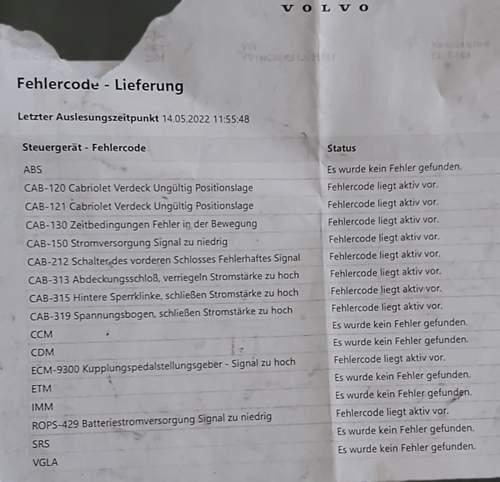 VOLVO
Fehlercode - Lieferung
Letzter Auslesungszeitpunkt 14.05.2022 11:55:48
Steuergerät - Fehlercode Status
ABS Es wurde kein Fehler gefunden.
CAB-120 Cabriolet Verdeck Ungültig Positionslage Fehlercode liegt aktiv vor.
CAB-121 Cabriolet Verdeck Ungültig Positionslage Fehlercode liegt aktiv vor.
CAB-130 Zeitbedingungen Fehler in der Bewegung Fehlercode liegt aktiv vor.
CAB-150 Stromversorgung Signal zu niedrig Fehlercode liegt aktiv vor.
CAB-212 Schalter des vorderen Schlosses Fehlerhaftes Signal Fehlercode liegt aktiv vor.
CAB-313 Abdeckungsschloß, verriegeln Stromstärke zu hoch Fehlercode liegt aktiv vor.
CAB-315 Hintere Sperrklinke, schließen Stromstärke zu hoch Fehlercode liegt aktiv vor.
CAB-319 Spannungsbogen, schließen Stromstärke zu hoch Fehlercode liegt aktiv vor.
CCM Es wurde kein Fehler gefunden.
CDM Es wurde kein Fehler gefunden.
ECM-9300 Kupplungspedalstellungsgeber - Signal zu hoch Fehlercode liegt aktiv vor.
ETM Es wurde kein Fehler gefunden.
IMM Es wurde kein Fehler gefunden.
ROPS-429 Batteriestromversorgung Signal zu niedrig Fehlercode liegt aktiv vor.
SRS Es wurde kein Fehler gefunden.
VGLA Es wurde kein Fehler gefunden.